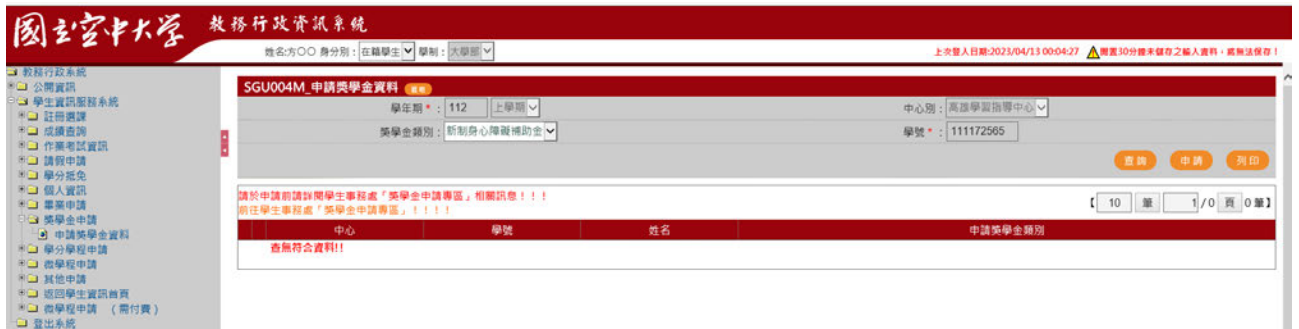 國立空中大學 教務行政資訊系統
姓名:方〇〇 身分別：在籍學生 學制：大學部
上次登入日期:2023/04/13 00:04:27 閒置30分鐘未儲存之輸入資料，將無法保存！
教務行政系統
公開資訊
學生資訊服務系統
註冊選課
成績查詢
作業考試資訊
請假申請
學分抵免
個人資訊
畢業申請
獎學金申請
申請獎學金資料
學分學程申請
微學程申請
其他申請
返回學生資訊首頁
微學程申請 （需付費）
登出系統
SGU004M_申請獎學金資料
學年期*：112 上學期 中心別：高雄學習指導中心
獎學金類別：新制身心障礙補助金 學號*：111172565
查詢 申請 列印
請於申請前請詳閱學生事務處「獎學金申請專區」相關訊息！！！
前往學生事務處「獎學金申請專區」！！！！
【 10 筆 1/0 頁 0筆】
中心 學號 姓名 申請獎學金類別
查無符合資料!!